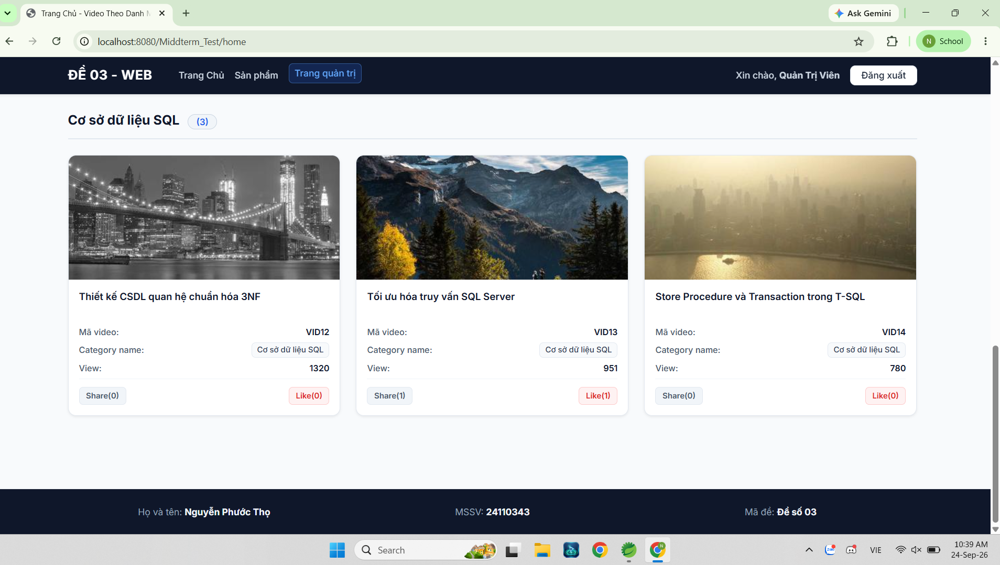 Trang Chủ - Video Theo Danh M
Ask Gemini
localhost:8080/Middterm_Test/home
N School
ĐỀ 03 - WEB
Trang Chủ
Sản phẩm
Trang quản trị
Xin chào, Quản Trị Viên
Đăng xuất
Cơ sở dữ liệu SQL (3)
Thiết kế CSDL quan hệ chuẩn hóa 3NF
Mã video: VID12
Category name: Cơ sở dữ liệu SQL
View: 1320
Share(0) Like(0)
Tối ưu hóa truy vấn SQL Server
Mã video: VID13
Category name: Cơ sở dữ liệu SQL
View: 951
Share(1) Like(1)
Store Procedure và Transaction trong T-SQL
Mã video: VID14
Category name: Cơ sở dữ liệu SQL
View: 780
Share(0) Like(0)
Họ và tên: Nguyễn Phước Thọ
MSSV: 24110343
Mã đề: Đề số 03
Search
Zalo
VIE
10:39 AM
24-Sep-26